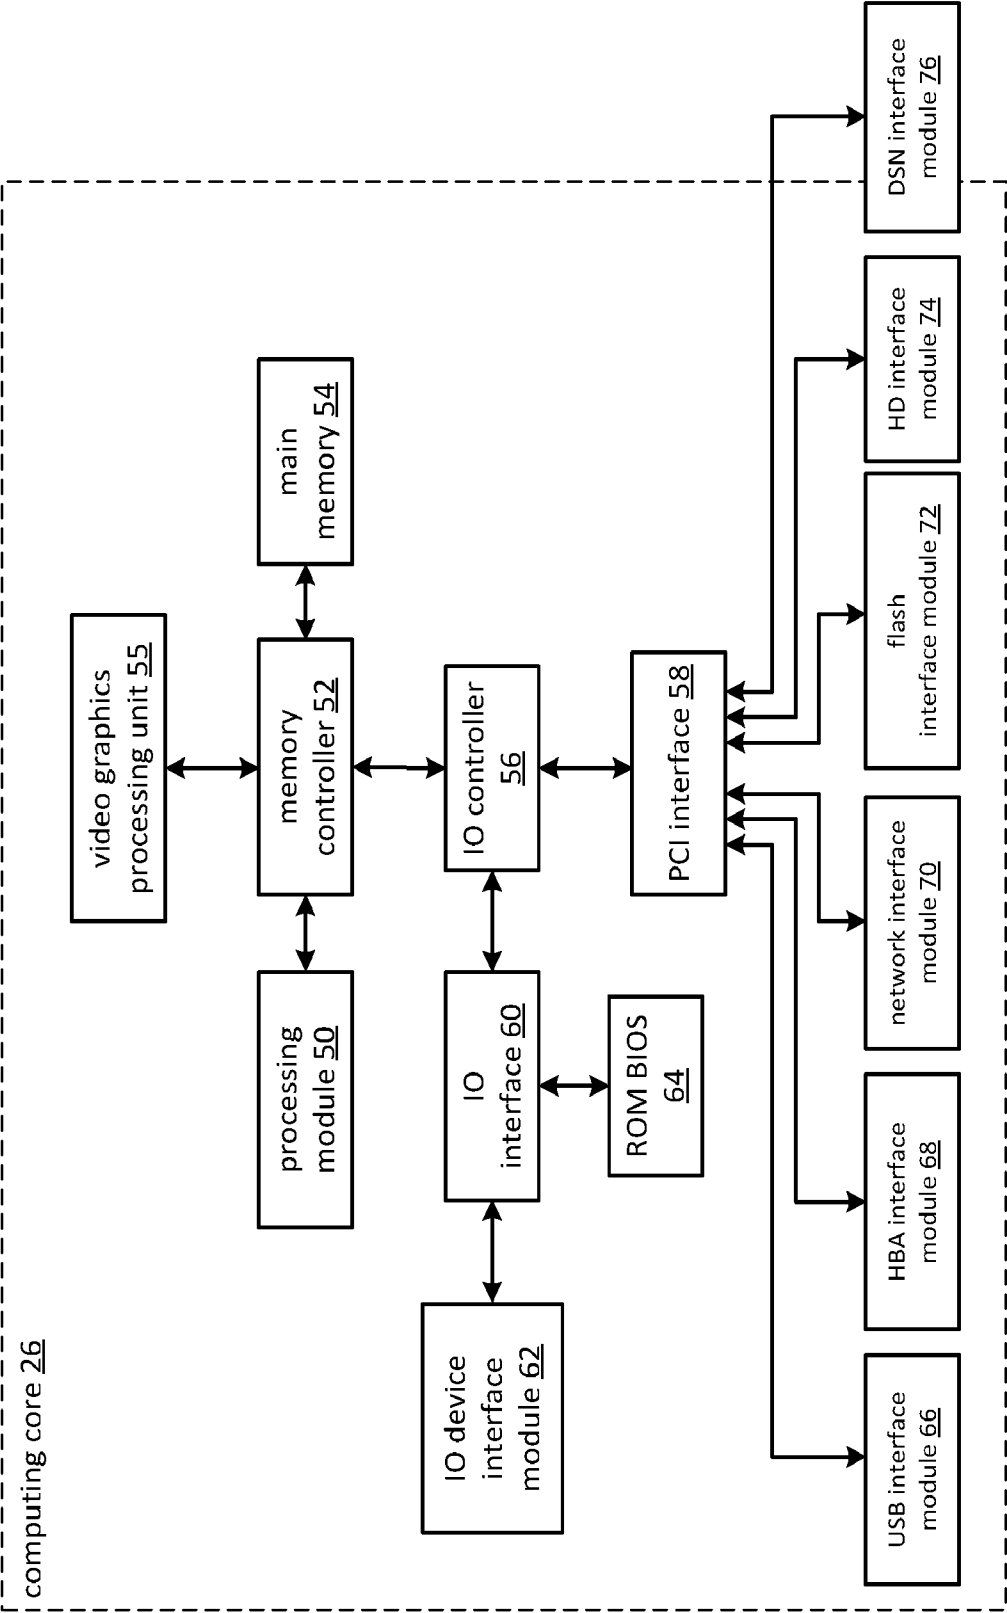 computing core 26
video graphics
processing unit 55
processing
module 50
memory
controller 52
main
memory 54
IO device
interface
module 62
IO
interface 60
IO controller
56
ROM BIOS
64
PCI interface 58
USB interface
module 66
HBA interface
module 68
network interface
module 70
flash
interface module 72
HD interface
module 74
DSN interface
module 76